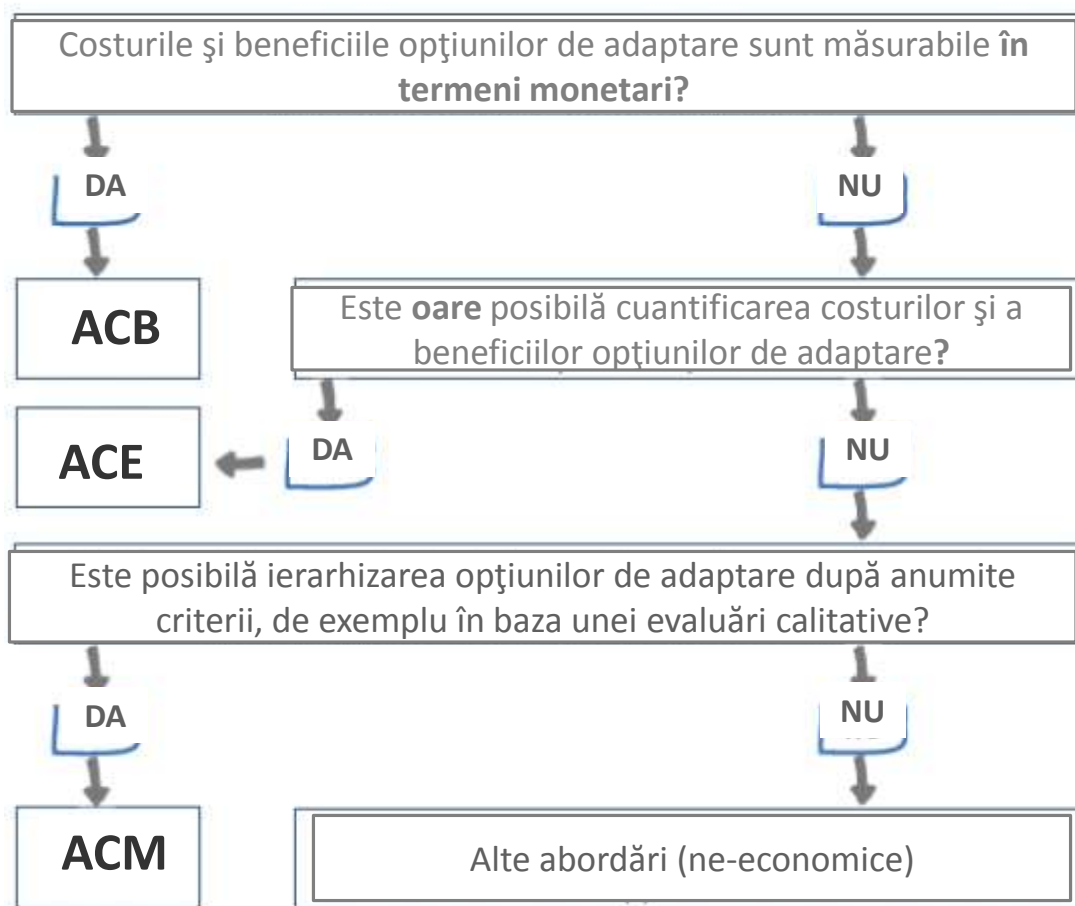 Costurile şi beneficiile opţiunilor de adaptare sunt măsurabile în
termeni monetari?
DA
NU
ACB
Este oare posibilă cuantificarea costurilor şi a
beneficiilor opţiunilor de adaptare?
ACE
DA
NU
Este posibilă ierarhizarea opţiunilor de adaptare după anumite
criterii, de exemplu în baza unei evaluări calitative?
DA
NU
ACM
Alte abordări (ne-economice)